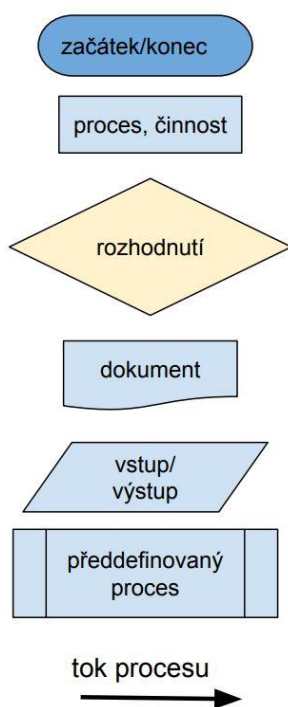 začátek/konec
proces, činnost
rozhodnutí
dokument
vstup/
výstup
předdefinovaný
proces
tok procesu